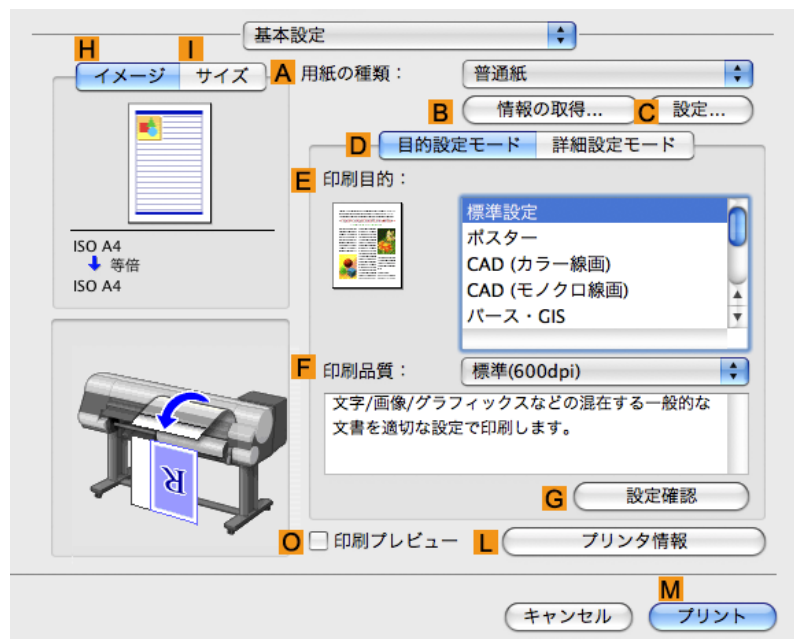 基本設定
H
I
イメージ サイズ
A 用紙の種類： 普通紙
B 情報の取得... C 設定...
D 目的設定モード 詳細設定モード
E 印刷目的：
標準設定
ポスター
CAD (カラー線画)
CAD (モノクロ線画)
パース・GIS
ISO A4
等倍
ISO A4
F 印刷品質： 標準(600dpi)
文字/画像/グラフィックスなどの混在する一般的な
文書を適切な設定で印刷します。
R
G 設定確認
O 印刷プレビュー L プリンタ情報
M
キャンセル プリント